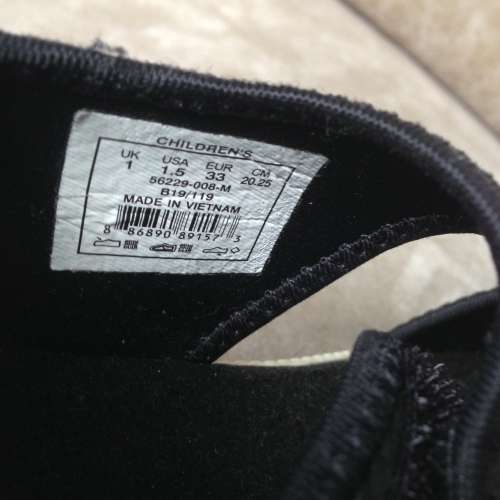 CHILDREN'S
UK USA EUR CM
1 1.5 33 20.25
56229-008-M
B19/119
MADE IN VIETNAM
8 86890 89157 3